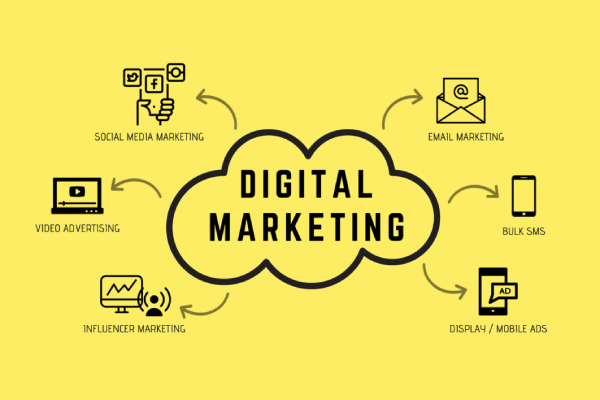 DIGITAL
MARKETING
SOCIAL MEDIA MARKETING
VIDEO ADVERTISING
INFLUENCER MARKETING
@
EMAIL MARKETING
BULK SMS
AD
DISPLAY / MOBILE ADS